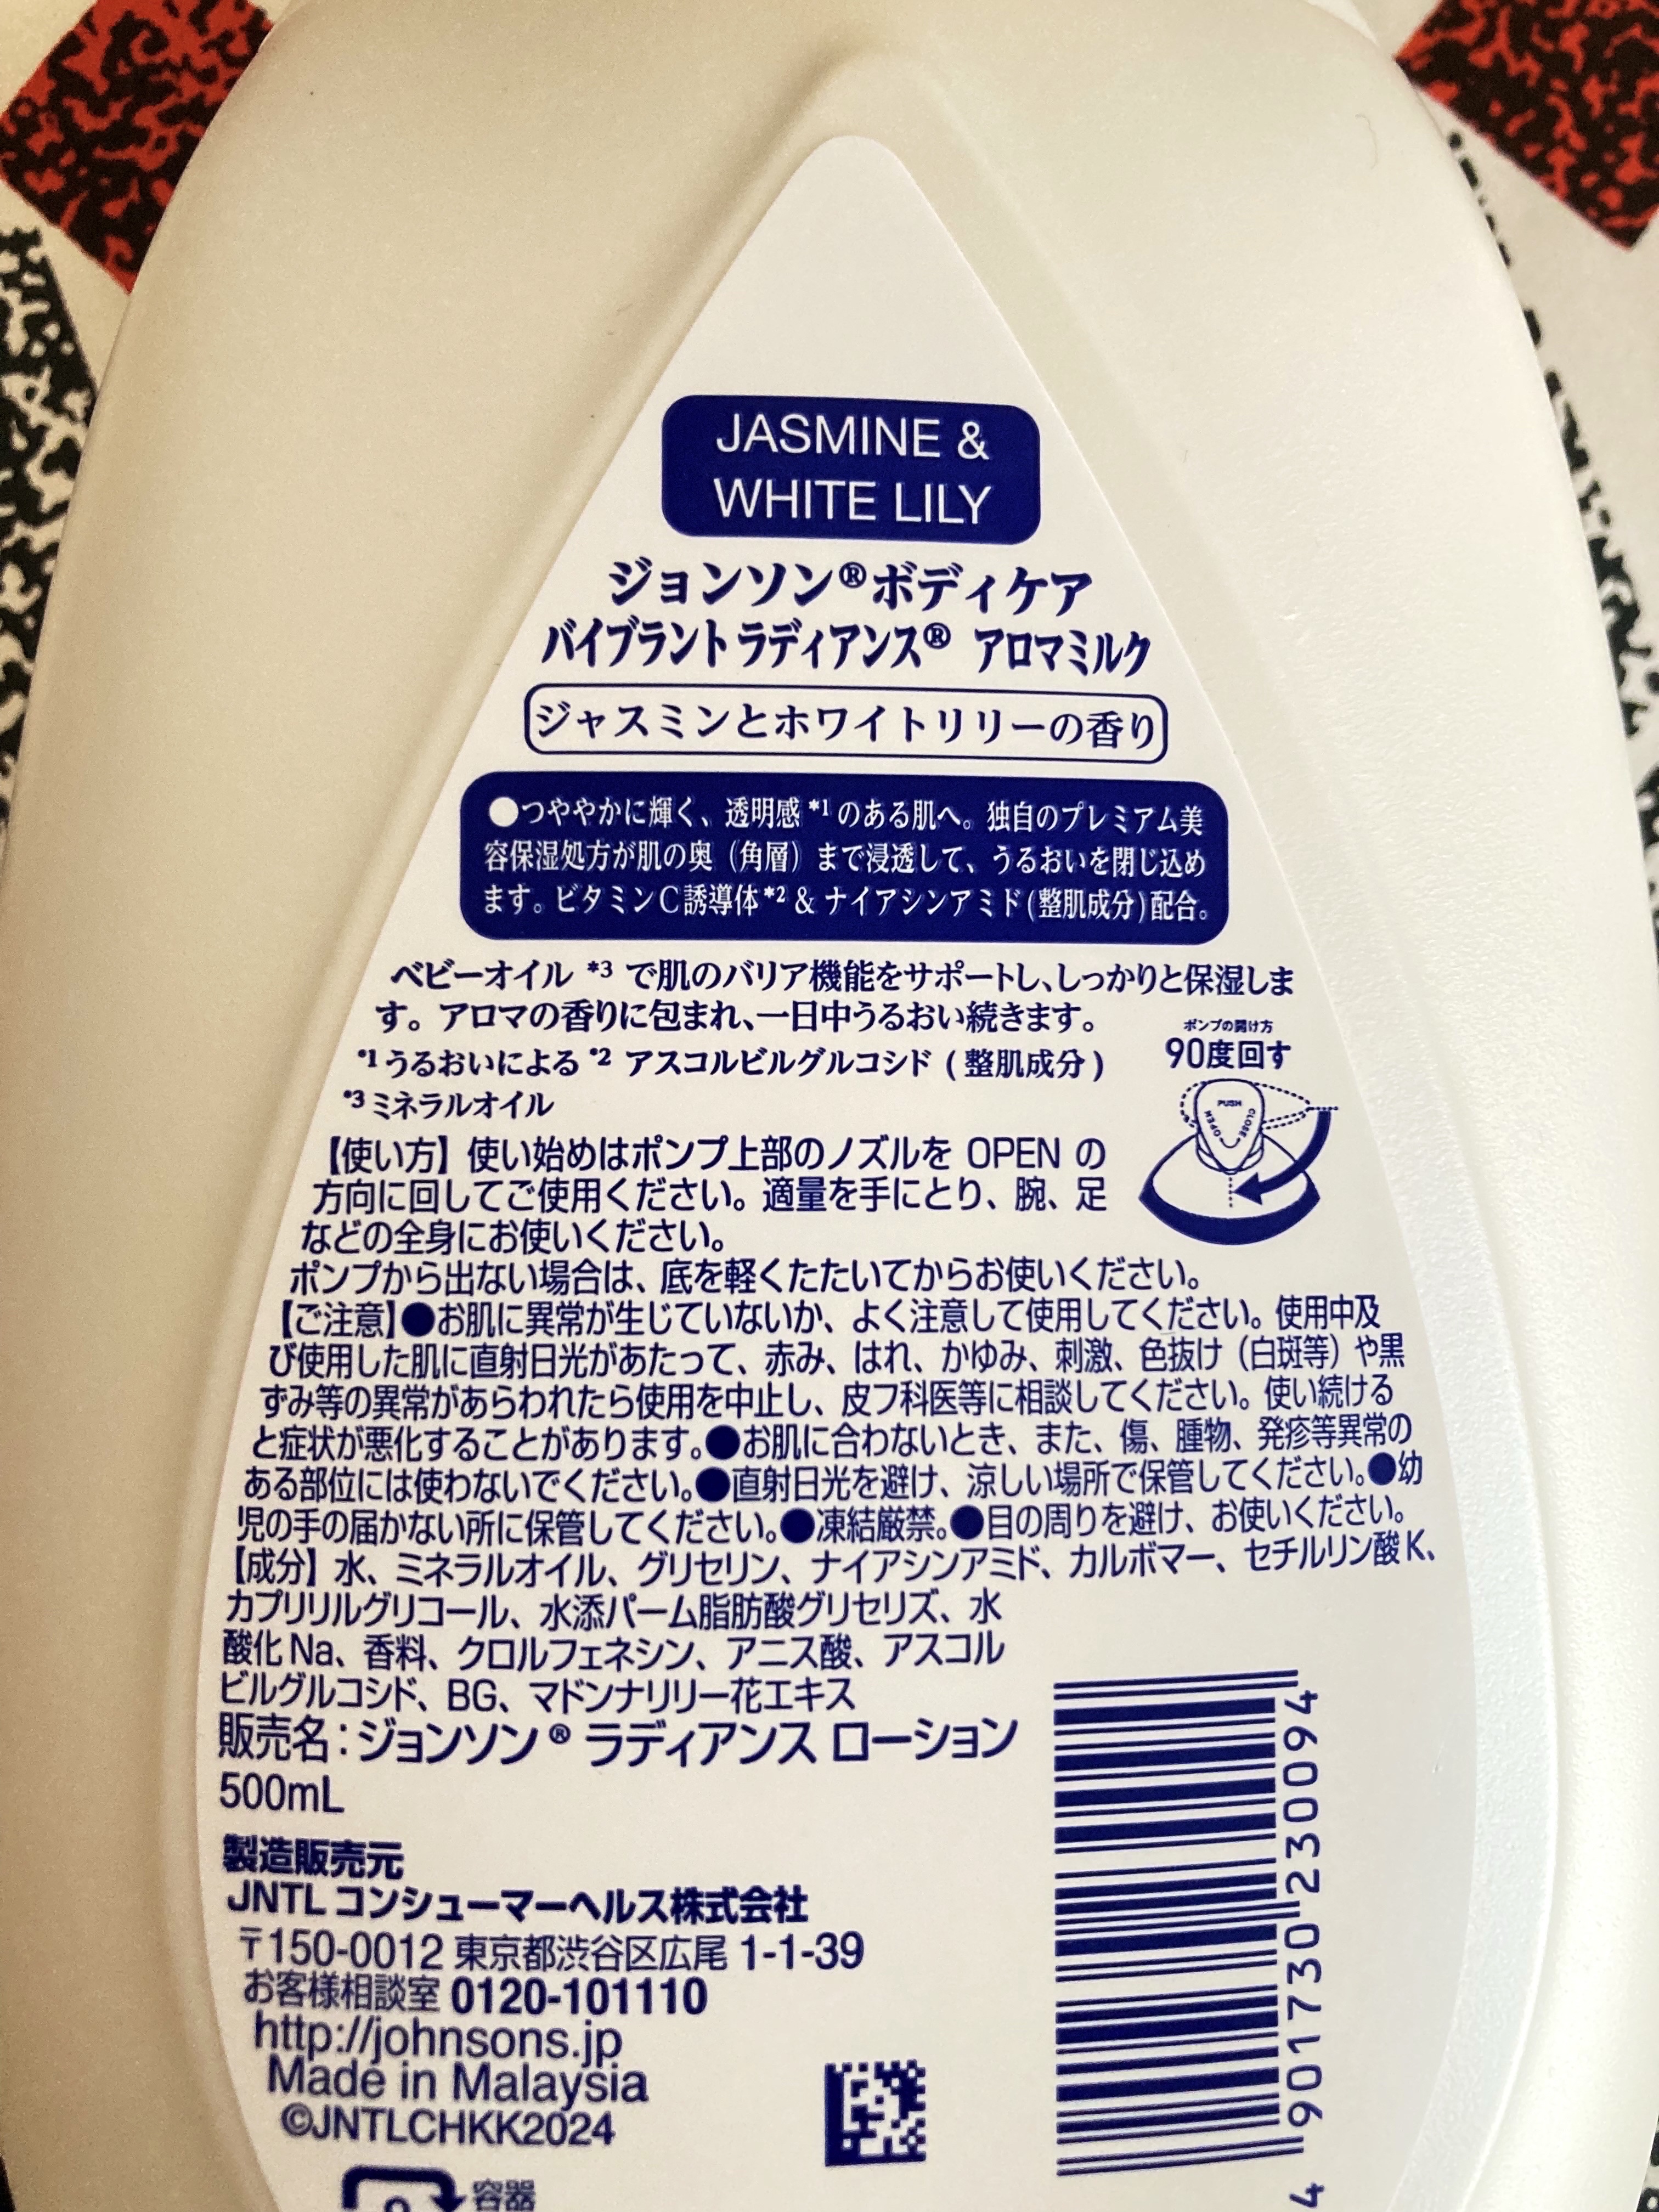 JASMINE &
WHITE LILY
ジョンソン®ボディケア
バイブラント ラディアンス® アロマミルク
ジャスミンとホワイトリリーの香り
●つややかに輝く、透明感*1のある肌へ。独自のプレミアム美
容保湿処方が肌の奥（角層）まで浸透して、うるおいを閉じ込め
ます。ビタミンC誘導体*2 & ナイアシンアミド(整肌成分)配合。
ベビーオイル *3 で肌のバリア機能をサポートし、しっかりと保湿しま
す。アロマの香りに包まれ、一日中うるおい続きます。
*1 うるおいによる *2 アスコルビルグルコシド ( 整肌成分 )
*3 ミネラルオイル
ポンプの開け方
90度回す
PUSH
OPEN
CLOSE
【使い方】使い始めはポンプ上部のノズルを OPEN の
方向に回してご使用ください。適量を手にとり、腕、足
などの全身にお使いください。
ポンプから出ない場合は、底を軽くたたいてからお使いください。
【ご注意】●お肌に異常が生じていないか、よく注意して使用してください。使用中及
び使用した肌に直射日光があたって、赤み、はれ、かゆみ、刺激、色抜け（白斑等）や黒
ずみ等の異常があらわれたら使用を中止し、皮フ科医等に相談してください。使い続ける
と症状が悪化することがあります。●お肌に合わないとき、また、傷、腫物、発疹等異常の
ある部位には使わないでください。●直射日光を避け、涼しい場所で保管してください。●幼
児の手の届かない所に保管してください。●凍結厳禁。●目の周りを避け、お使いください。
【成分】水、ミネラルオイル、グリセリン、ナイアシンアミド、カルボマー、セチルリン酸K、
カプリリルグリコール、水添パーム脂肪酸グリセリズ、水
酸化Na、香料、クロルフェネシン、アニス酸、アスコル
ビルグルコシド、BG、マドンナリリー花エキス
販売名：ジョンソン® ラディアンス ローション
500mL
製造販売元
JNTL コンシューマーヘルス株式会社
〒150-0012 東京都渋谷区広尾 1-1-39
お客様相談室 0120-101110
http://johnsons.jp
Made in Malaysia
©JNTLCHKK2024
容器
4 901730 230094